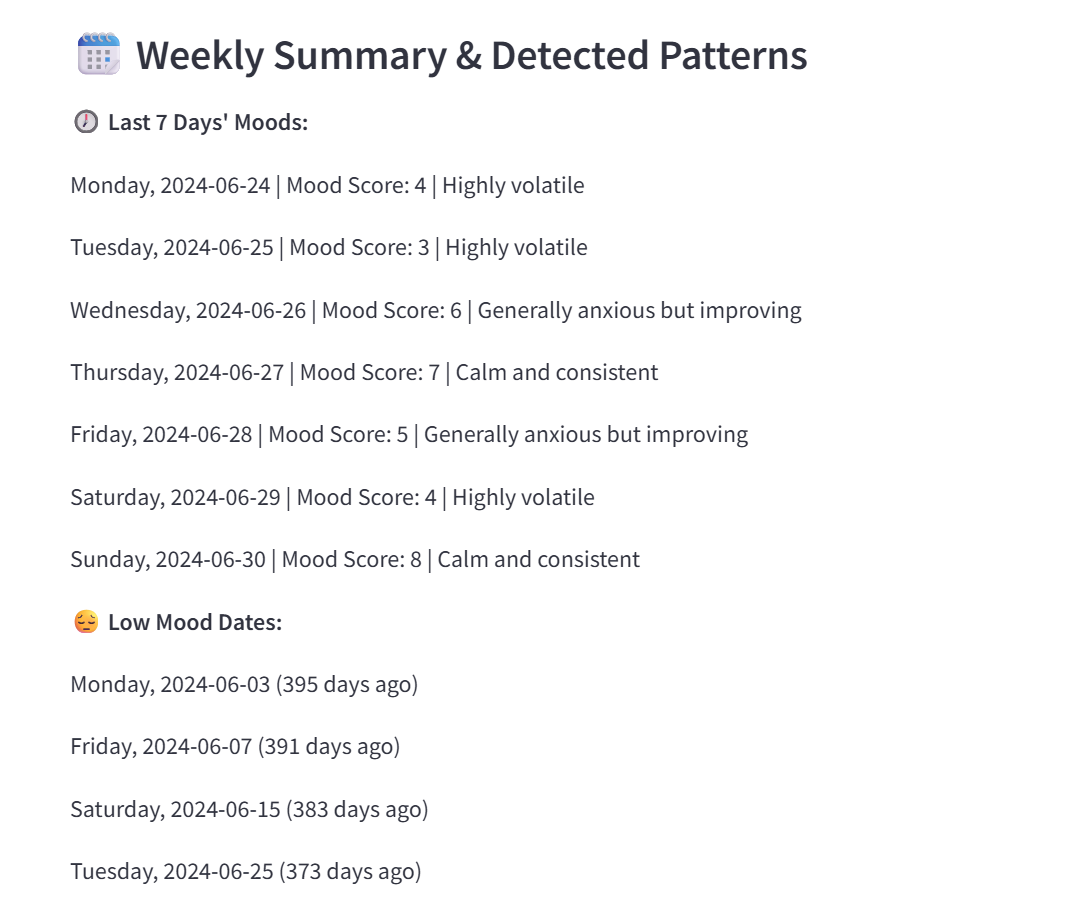 Weekly Summary & Detected Patterns
Last 7 Days' Moods:
Monday, 2024-06-24 | Mood Score: 4 | Highly volatile
Tuesday, 2024-06-25 | Mood Score: 3 | Highly volatile
Wednesday, 2024-06-26 | Mood Score: 6 | Generally anxious but improving
Thursday, 2024-06-27 | Mood Score: 7 | Calm and consistent
Friday, 2024-06-28 | Mood Score: 5 | Generally anxious but improving
Saturday, 2024-06-29 | Mood Score: 4 | Highly volatile
Sunday, 2024-06-30 | Mood Score: 8 | Calm and consistent
Low Mood Dates:
Monday, 2024-06-03 (395 days ago)
Friday, 2024-06-07 (391 days ago)
Saturday, 2024-06-15 (383 days ago)
Tuesday, 2024-06-25 (373 days ago)